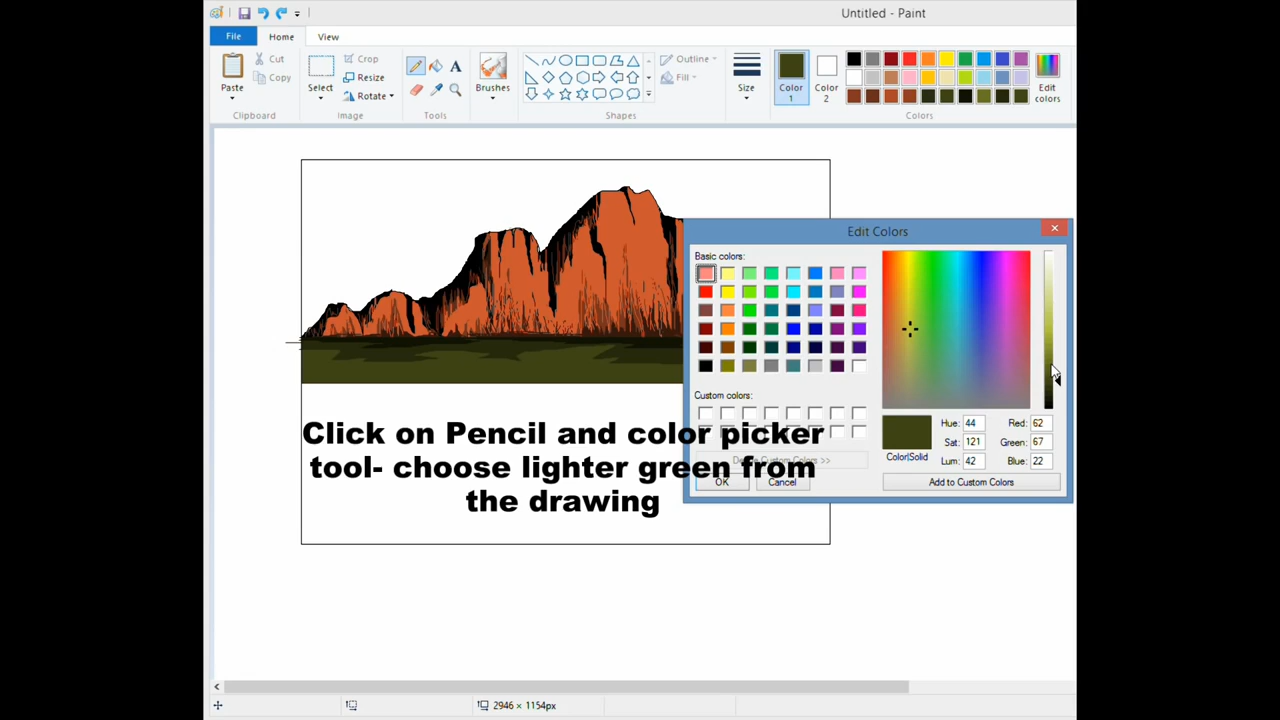 Untitled - Paint
File Home View
Paste
Cut
Copy
Clipboard
Select
Crop
Resize
Rotate
Image
Tools
Brushes
Shapes
Outline
Fill
Size
Color 1
Color 2
Edit colors
Colors
Edit Colors
Basic colors:
Custom colors:
OK Cancel
Color|Solid
Hue: 44 Red: 62
Sat: 121 Green: 67
Lum: 42 Blue: 22
Add to Custom Colors
Click on Pencil and color picker
tool- choose lighter green from
the drawing
2946 × 1154px